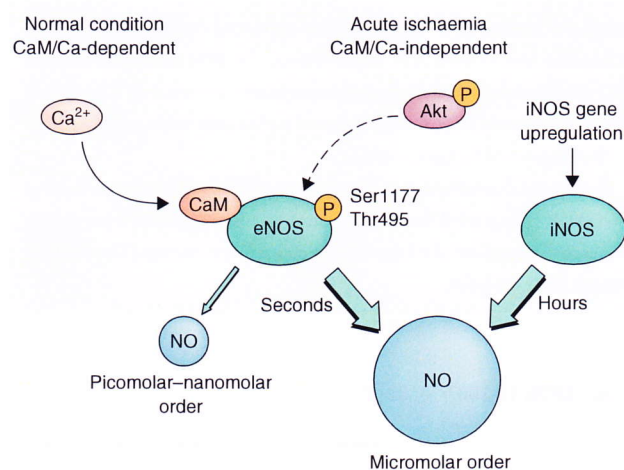 Normal condition
CaM/Ca-dependent
Acute ischaemia
CaM/Ca-independent
P
Akt
Ca²⁺
iNOS gene
upregulation
CaM
eNOS
P
Ser1177
Thr495
iNOS
Seconds
Hours
NO
Picomolar–nanomolar
order
NO
Micromolar order